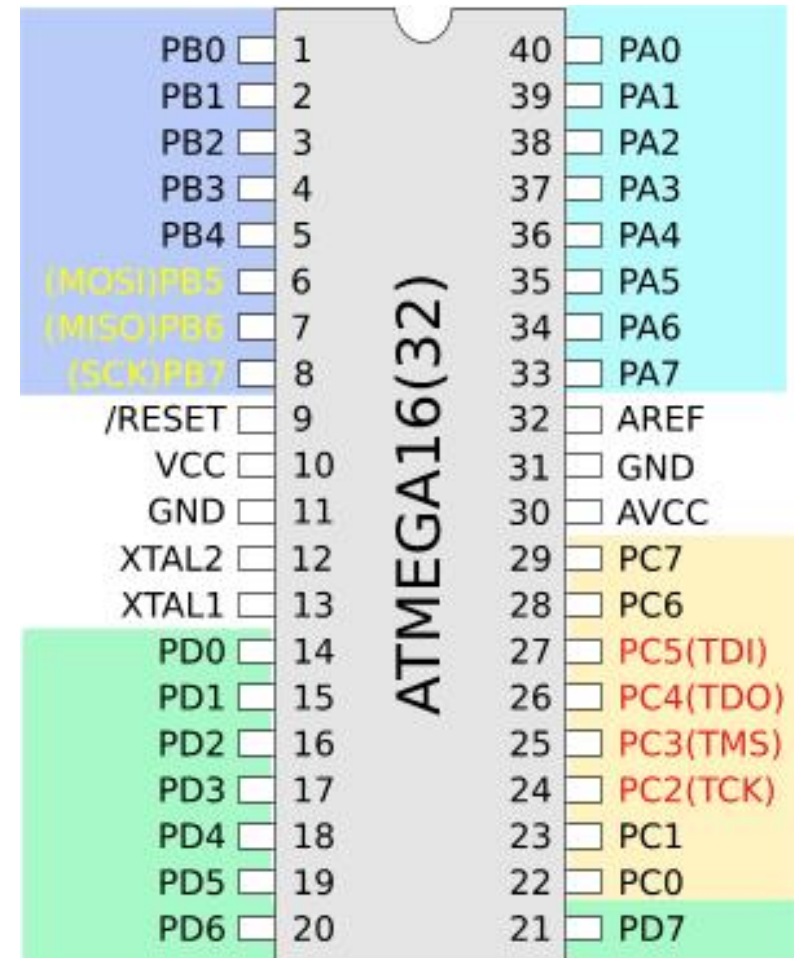 PB0 1 40 PA0
PB1 2 39 PA1
PB2 3 38 PA2
PB3 4 37 PA3
PB4 5 36 PA4
(MOSI)PB5 6 35 PA5
(MISO)PB6 7 34 PA6
(SCK)PB7 8 33 PA7
/RESET 9 32 AREF
VCC 10 31 GND
GND 11 30 AVCC
XTAL2 12 29 PC7
XTAL1 13 28 PC6
PD0 14 27 PC5(TDI)
PD1 15 26 PC4(TDO)
PD2 16 25 PC3(TMS)
PD3 17 24 PC2(TCK)
PD4 18 23 PC1
PD5 19 22 PC0
PD6 20 21 PD7
ATMEGA16(32)